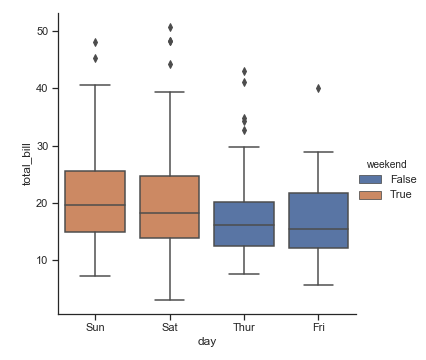 50
40
30
20
10
total_bill
Sun Sat Thur Fri
day
weekend
False
True